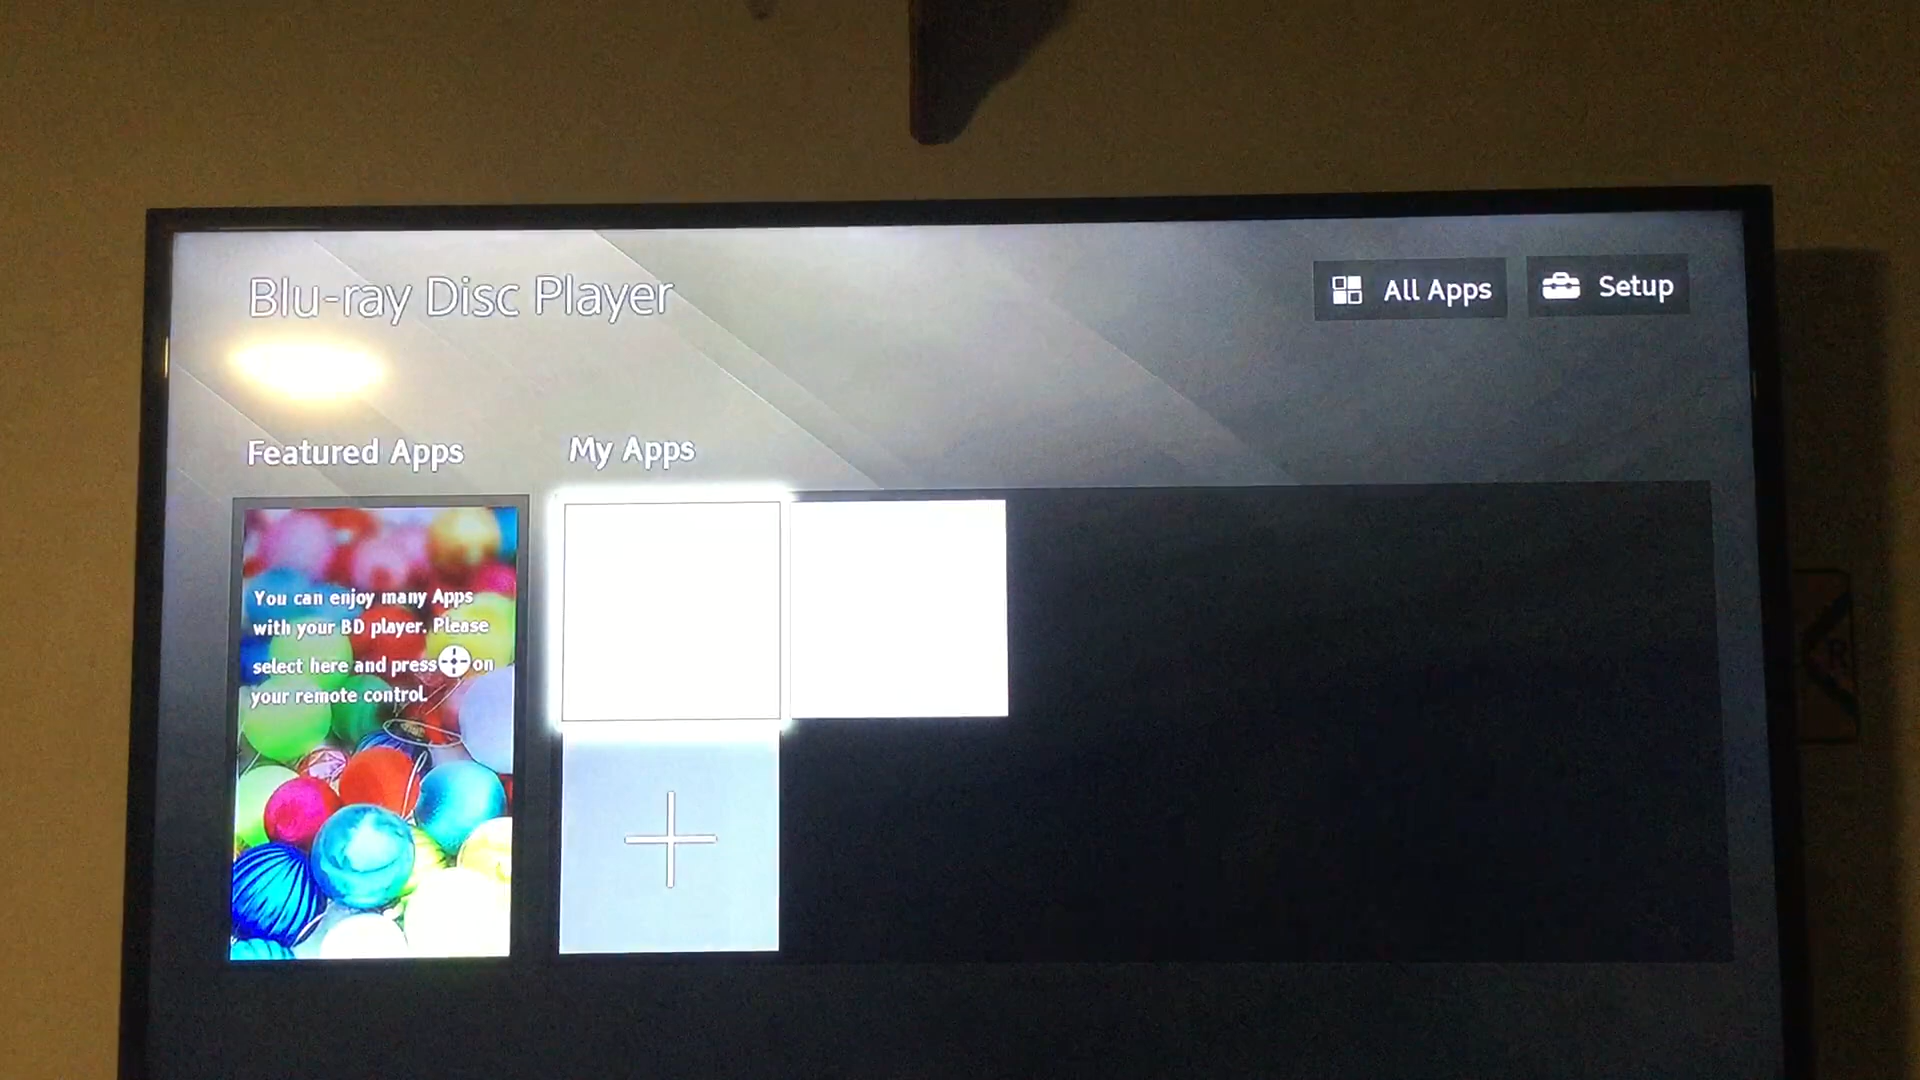 Blu-ray Disc Player
All Apps
Setup
Featured Apps
My Apps
You can enjoy many Apps
with your BD player. Please
select here and press on
your remote control.
R